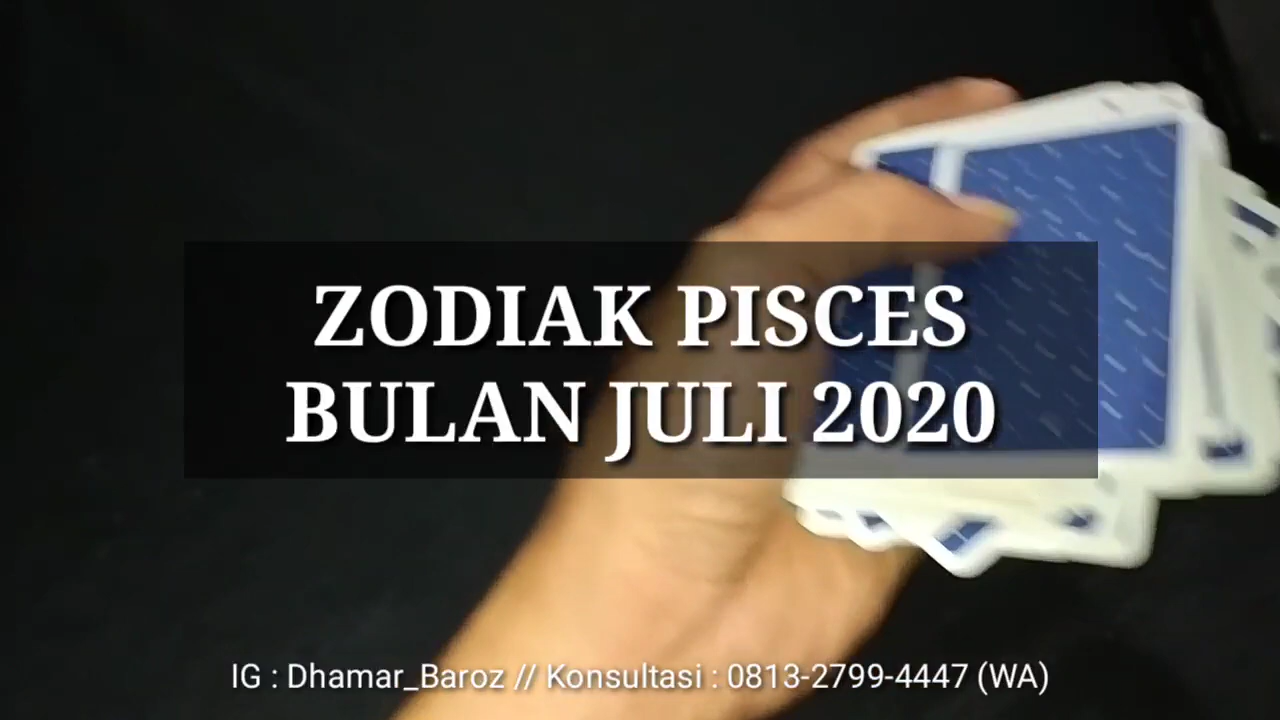 ZODIAK PISCES
BULAN JULI 2020
IG : Dhamar_Baroz // Konsultasi : 0813-2799-4447 (WA)